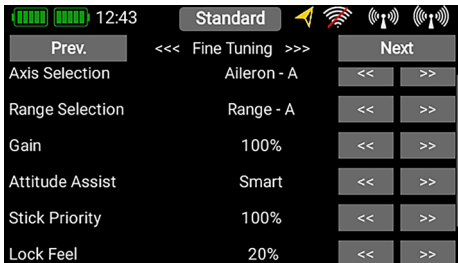 12:43 Standard
Prev. <<< Fine Tuning >>> Next
Axis Selection Aileron - A << >>
Range Selection Range - A << >>
Gain 100% << >>
Attitude Assist Smart << >>
Stick Priority 100% << >>
Lock Feel 20% << >>